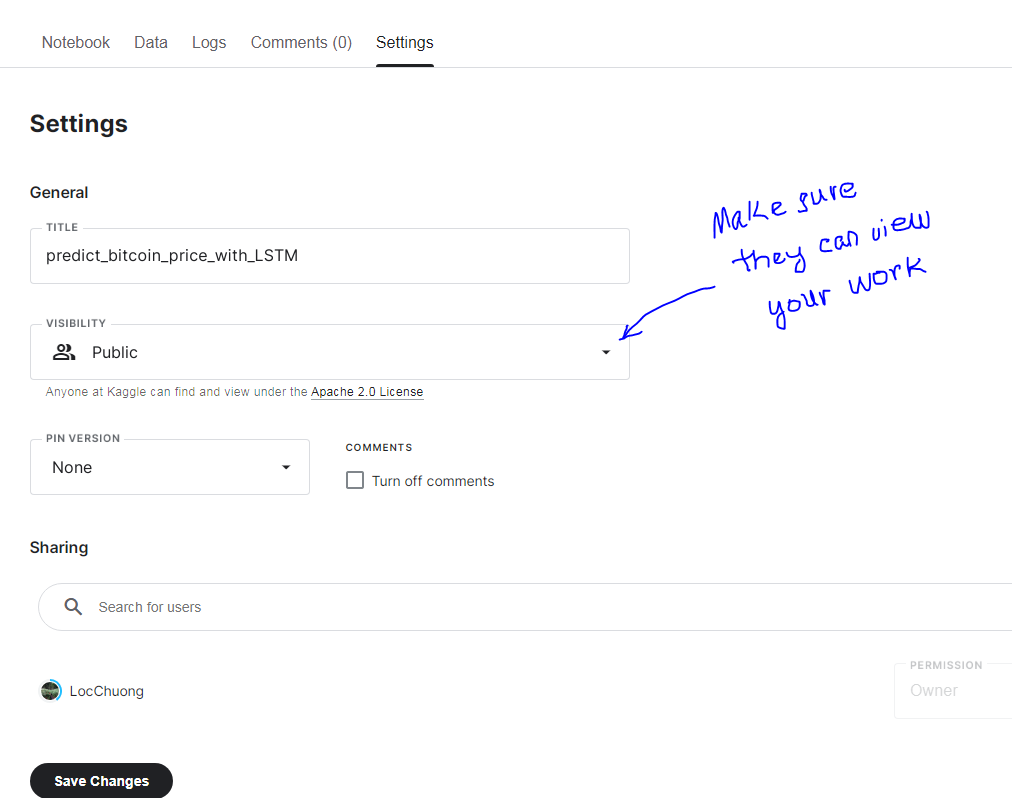 Notebook Data Logs Comments (0) Settings
Settings
General
TITLE
predict_bitcoin_price_with_LSTM
Make sure
they can view
your work
VISIBILITY
Public
Anyone at Kaggle can find and view under the Apache 2.0 License
PIN VERSION
None
COMMENTS
Turn off comments
Sharing
Search for users
LocChuong
PERMISSION
Owner
Save Changes